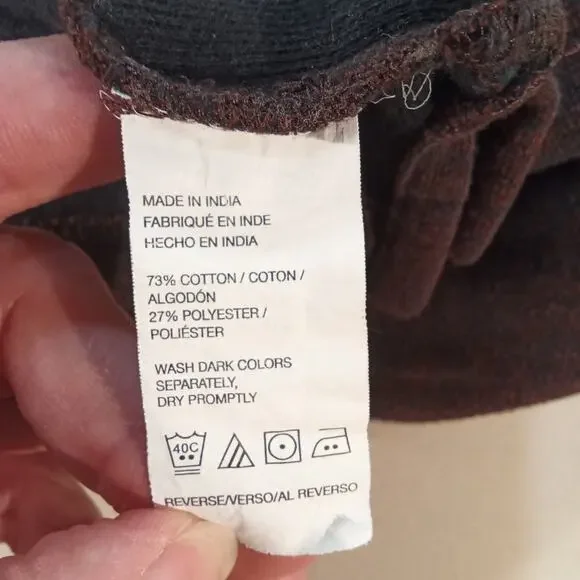 MADE IN INDIA
FABRIQUÉ EN INDE
HECHO EN INDIA
73% COTTON / COTON /
ALGODÓN
27% POLYESTER /
POLIÉSTER
WASH DARK COLORS
SEPARATELY,
DRY PROMPTLY
40C
REVERSE/VERSO/AL REVERSO